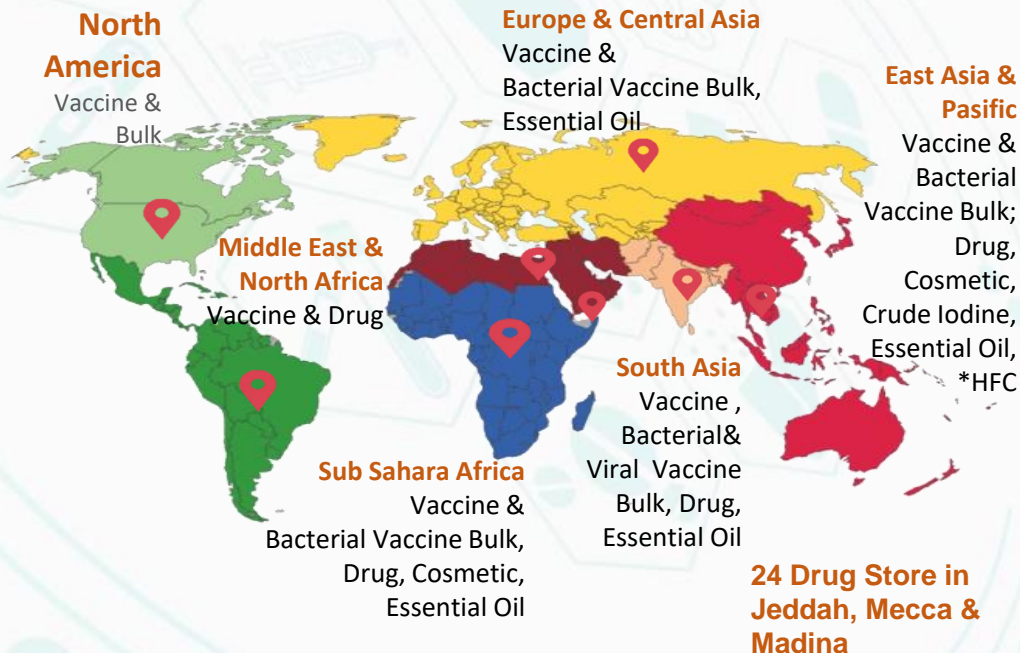 North
America
Vaccine &
Bulk
Europe & Central Asia
Vaccine &
Bacterial Vaccine Bulk,
Essential Oil
East Asia &
Pasific
Vaccine &
Bacterial
Vaccine Bulk;
Drug,
Cosmetic,
Crude Iodine,
Essential Oil,
*HFC
Middle East &
North Africa
Vaccine & Drug
South Asia
Vaccine ,
Bacterial&
Viral Vaccine
Bulk, Drug,
Essential Oil
Sub Sahara Africa
Vaccine &
Bacterial Vaccine Bulk,
Drug, Cosmetic,
Essential Oil
24 Drug Store in
Jeddah, Mecca &
Madina